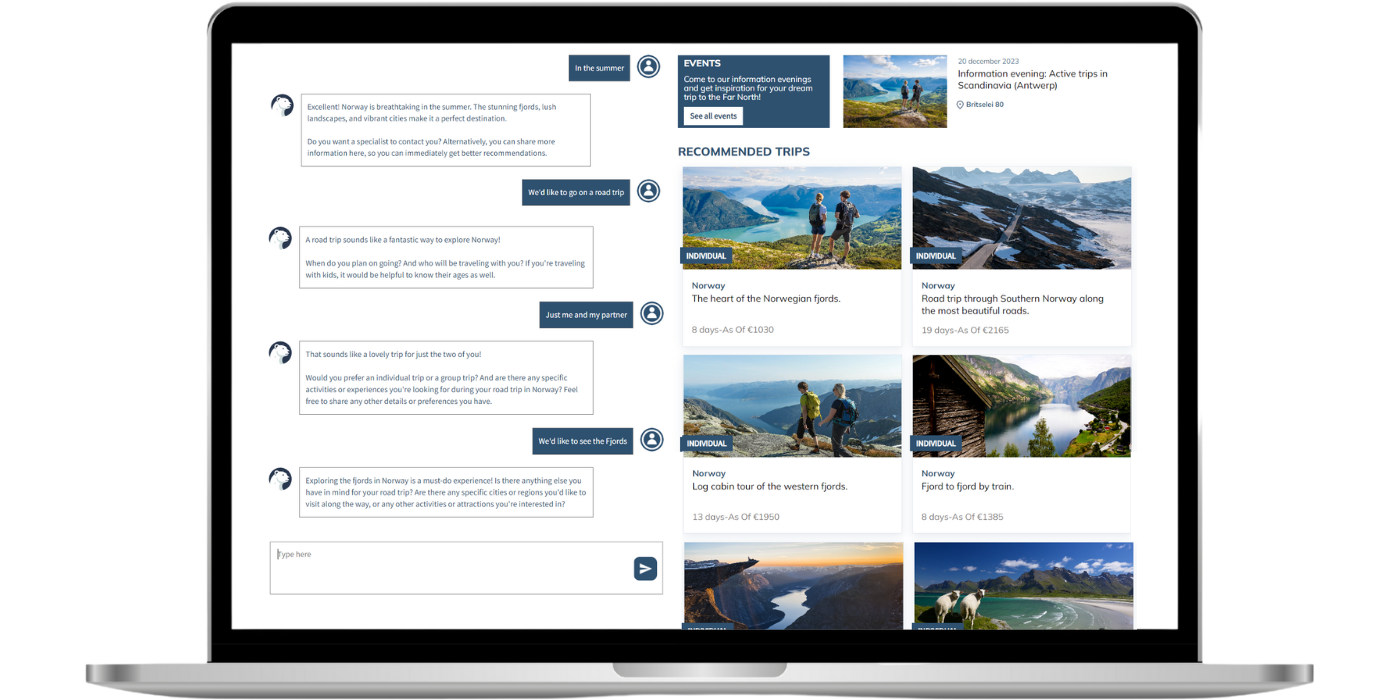 In the summer
Excellent! Norway is breathtaking in the summer. The stunning fjords, lush
landscapes, and vibrant cities make it a perfect destination.
Do you want a specialist to contact you? Alternatively, you can share more
information here, so you can immediately get better recommendations.
We'd like to go on a road trip
A road trip sounds like a fantastic way to explore Norway!
When do you plan on going? And who will be traveling with you? If you're traveling
with kids, it would be helpful to know their ages as well.
Just me and my partner
That sounds like a lovely trip for just the two of you!
Would you prefer an individual trip or a group trip? And are there any specific
activities or experiences you're looking for during your road trip in Norway? Feel
free to share any other details or preferences you have.
We'd like to see the Fjords
Exploring the fjords in Norway is a must-do experience! Is there anything else you
have in mind for your road trip? Are there any specific cities or regions you'd like to
visit along the way, or any other activities or attractions you're interested in?
Type here
EVENTS
Come to our information evenings
and get inspiration for your dream
trip to the Far North!
See all events
20 december 2023
Information evening: Active trips in
Scandinavia (Antwerp)
Britselei 80
RECOMMENDED TRIPS
INDIVIDUAL
Norway
The heart of the Norwegian fjords.
8 days-As Of €1030
INDIVIDUAL
Norway
Road trip through Southern Norway along
the most beautiful roads.
19 days-As Of €2165
INDIVIDUAL
Norway
Log cabin tour of the western fjords.
13 days-As Of €1950
INDIVIDUAL
Norway
Fjord to fjord by train.
8 days-As Of €1385